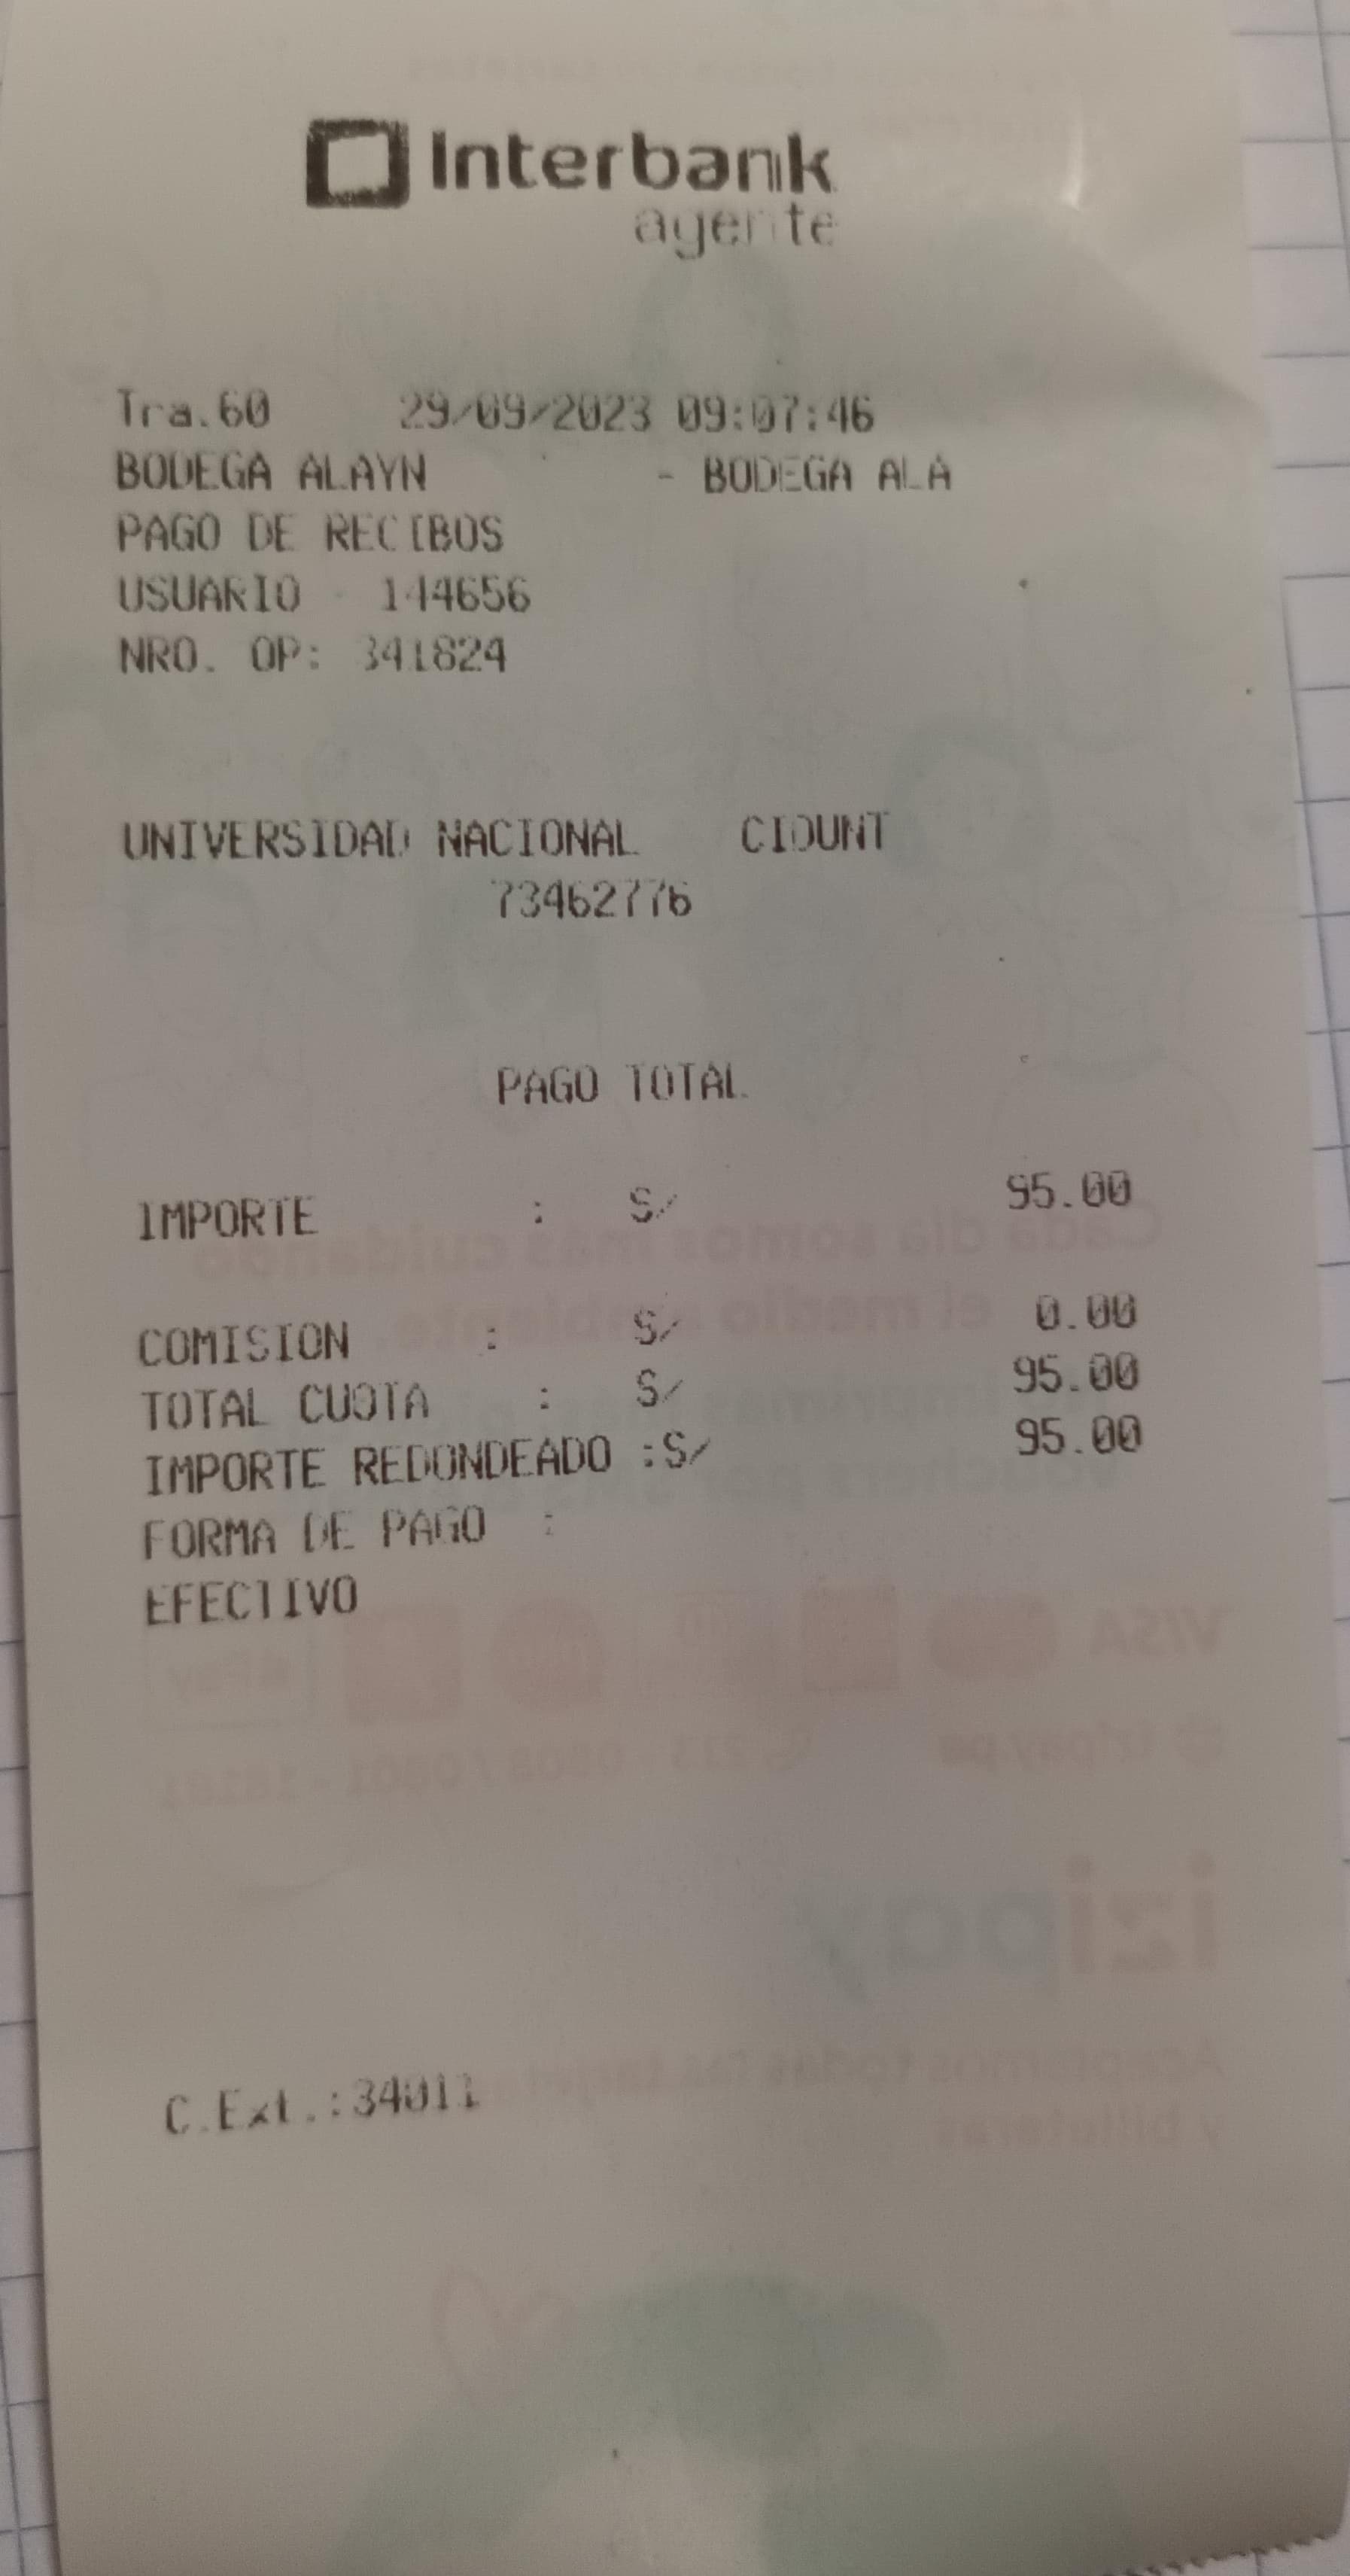 Interbank
agente
Tra.60 29/09/2023 09:07:46
BODEGA ALAYN - BODEGA ALA
PAGO DE RECIBOS
USUARIO - 144656
NRO. OP: 341824
UNIVERSIDAD NACIONAL CIDUNT
73462776
PAGO TOTAL
IMPORTE : S/ 95.00
COMISION : S/ 0.00
TOTAL CUOTA : S/ 95.00
IMPORTE REDONDEADO :S/ 95.00
FORMA DE PAGO :
EFECTIVO
C.Ext.:34011